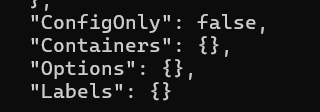 },
"ConfigOnly": false,
"Containers": {},
"Options": {},
"Labels": {}